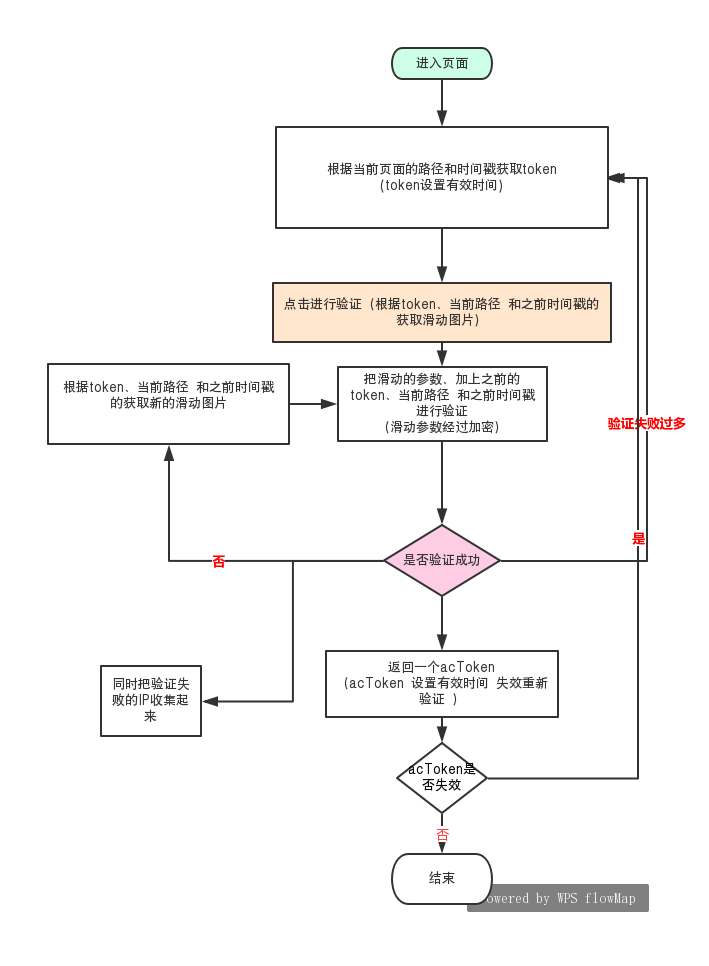 进入页面
根据当前页面的路径和时间戳获取token
(token设置有效时间)
点击进行验证 (根据token、当前路径 和之前时间戳的
获取滑动图片)
根据token、当前路径 和之前时间戳
的获取新的滑动图片
把滑动的参数、加上之前的
token、当前路径 和之前时间戳
进行验证
(滑动参数经过加密)
验证失败过多
是
是否验证成功
否
返回一个acToken
(acToken 设置有效时间 失效重新
验证 )
同时把验证失
败的IP收集起
来
acToken是
否失效
否
结束
owered by WPS flowMap